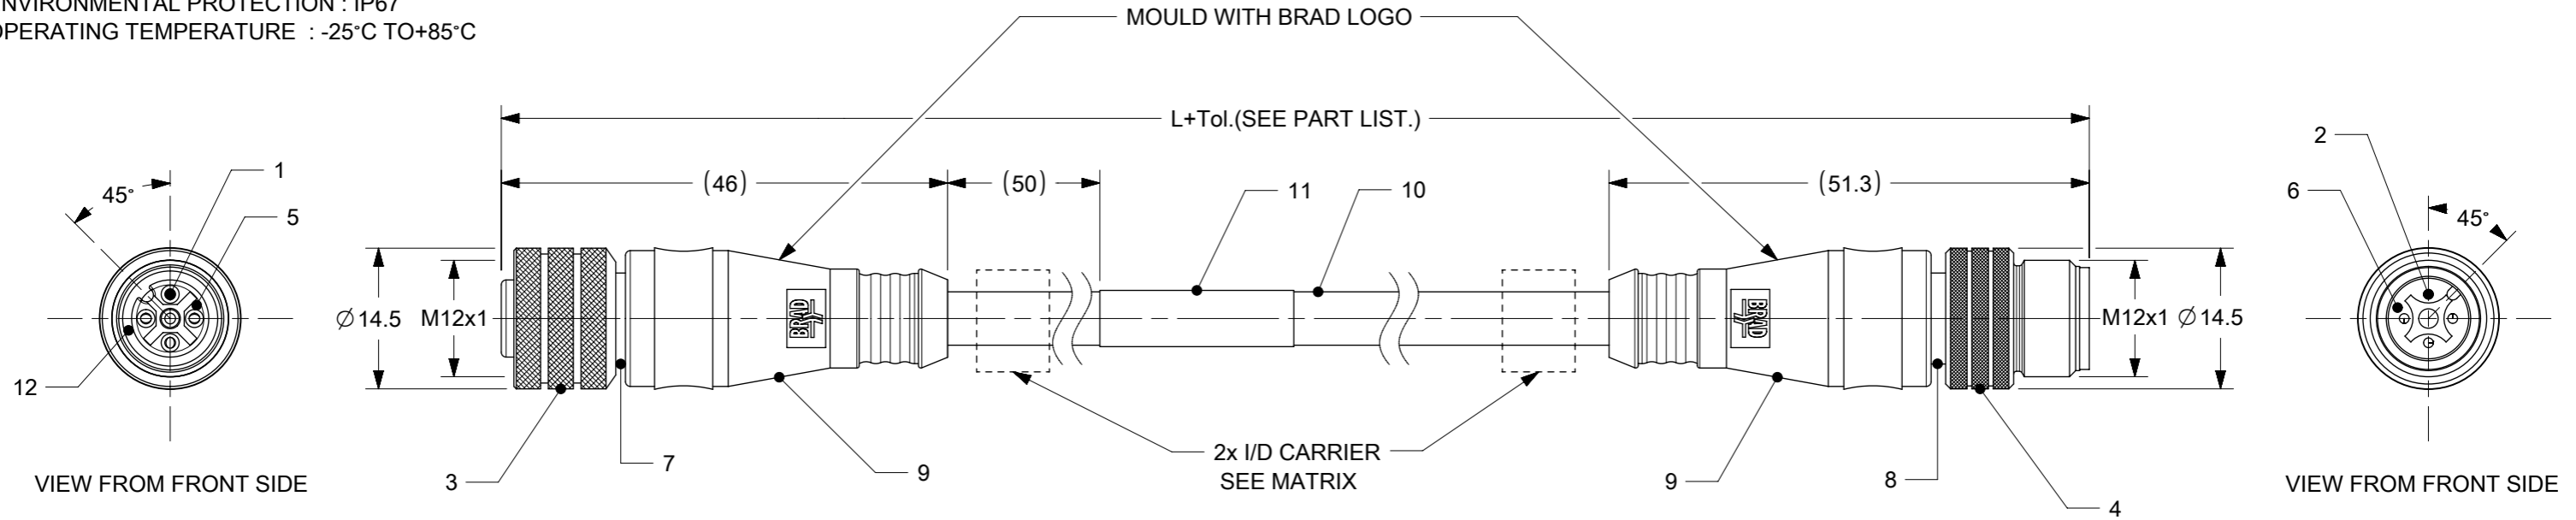 ENVIRONMENTAL PROTECTION : IP67
OPERATING TEMPERATURE : -25°C TO+85°C
MOULD WITH BRAD LOGO
L+Tol.(SEE PART LIST.)
(46)
(50)
(51.3)
45°
1
5
11
10
2
6
45°
Ø14.5
M12x1
BRAD
BRAD
M12x1
Ø14.5
12
3
7
9
2x I/D CARRIER
SEE MATRIX
9
8
4
VIEW FROM FRONT SIDE
VIEW FROM FRONT SIDE